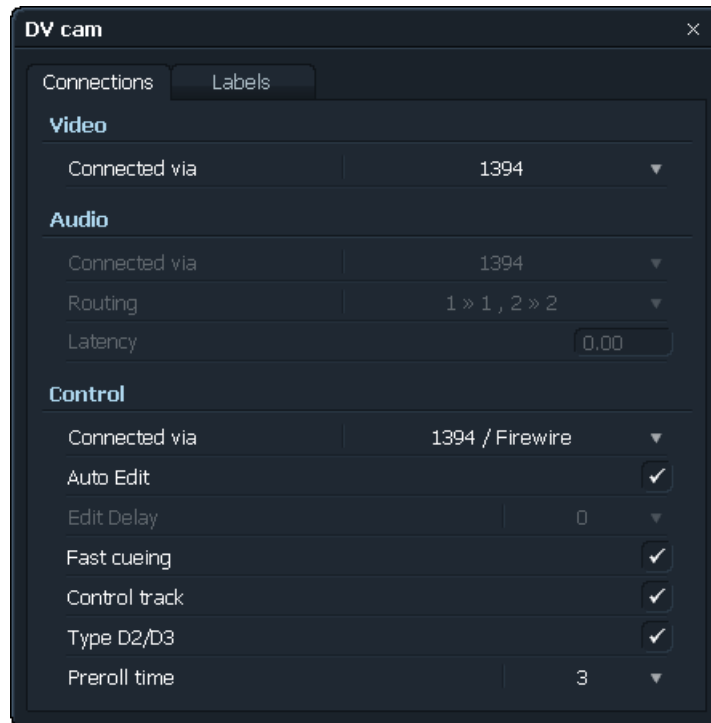 DV cam ×
Connections Labels
Video
Connected via 1394
Audio
Connected via 1394
Routing 1 » 1 , 2 » 2
Latency 0.00
Control
Connected via 1394 / Firewire
Auto Edit
Edit Delay 0
Fast cueing
Control track
Type D2/D3
Preroll time 3